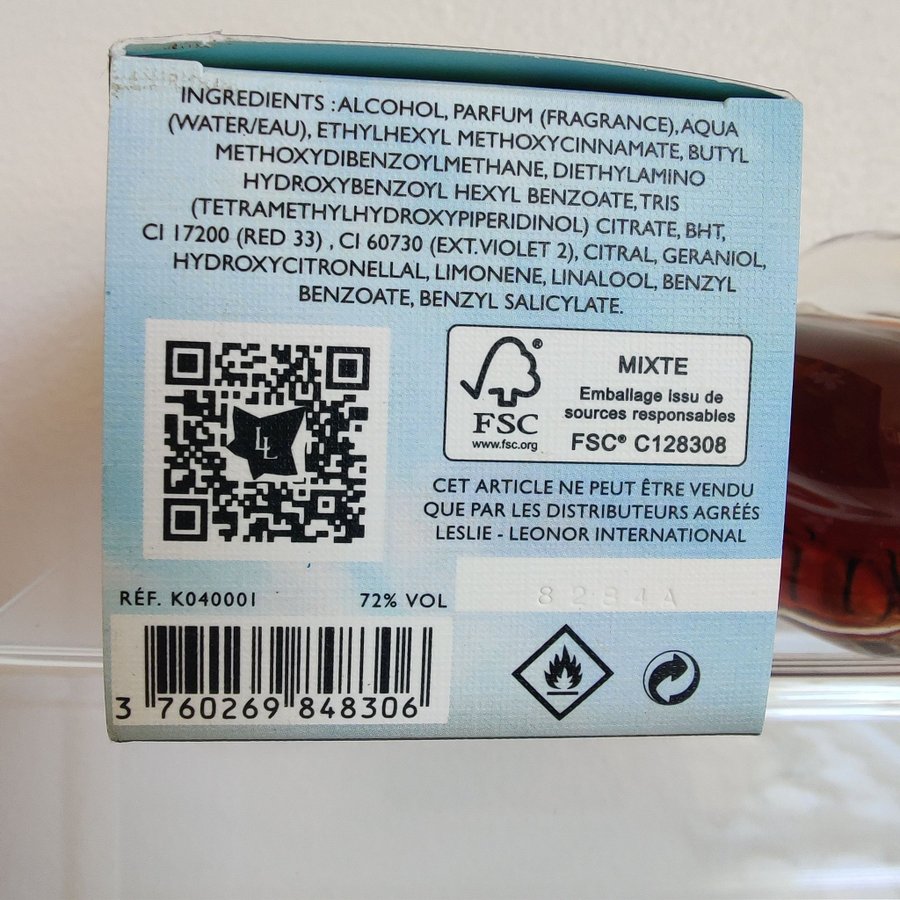 INGREDIENTS : ALCOHOL, PARFUM (FRAGRANCE), AQUA
(WATER/EAU), ETHYLHEXYL METHOXYCINNAMATE, BUTYL
METHOXYDIBENZOYLMETHANE, DIETHYLAMINO
HYDROXYBENZOYL HEXYL BENZOATE, TRIS
(TETRAMETHYLHYDROXYPIPERIDINOL) CITRATE, BHT,
CI 17200 (RED 33) , CI 60730 (EXT.VIOLET 2), CITRAL, GERANIOL,
HYDROXYCITRONELLAL, LIMONENE, LINALOOL, BENZYL
BENZOATE, BENZYL SALICYLATE.
LL
FSC®
www.fsc.org
MIXTE
Emballage issu de
sources responsables
FSC® C128308
CET ARTICLE NE PEUT ÊTRE VENDU
QUE PAR LES DISTRIBUTEURS AGRÉÉS
LESLIE - LEONOR INTERNATIONAL
RÉF. K040001
72% VOL
3 760269 848306